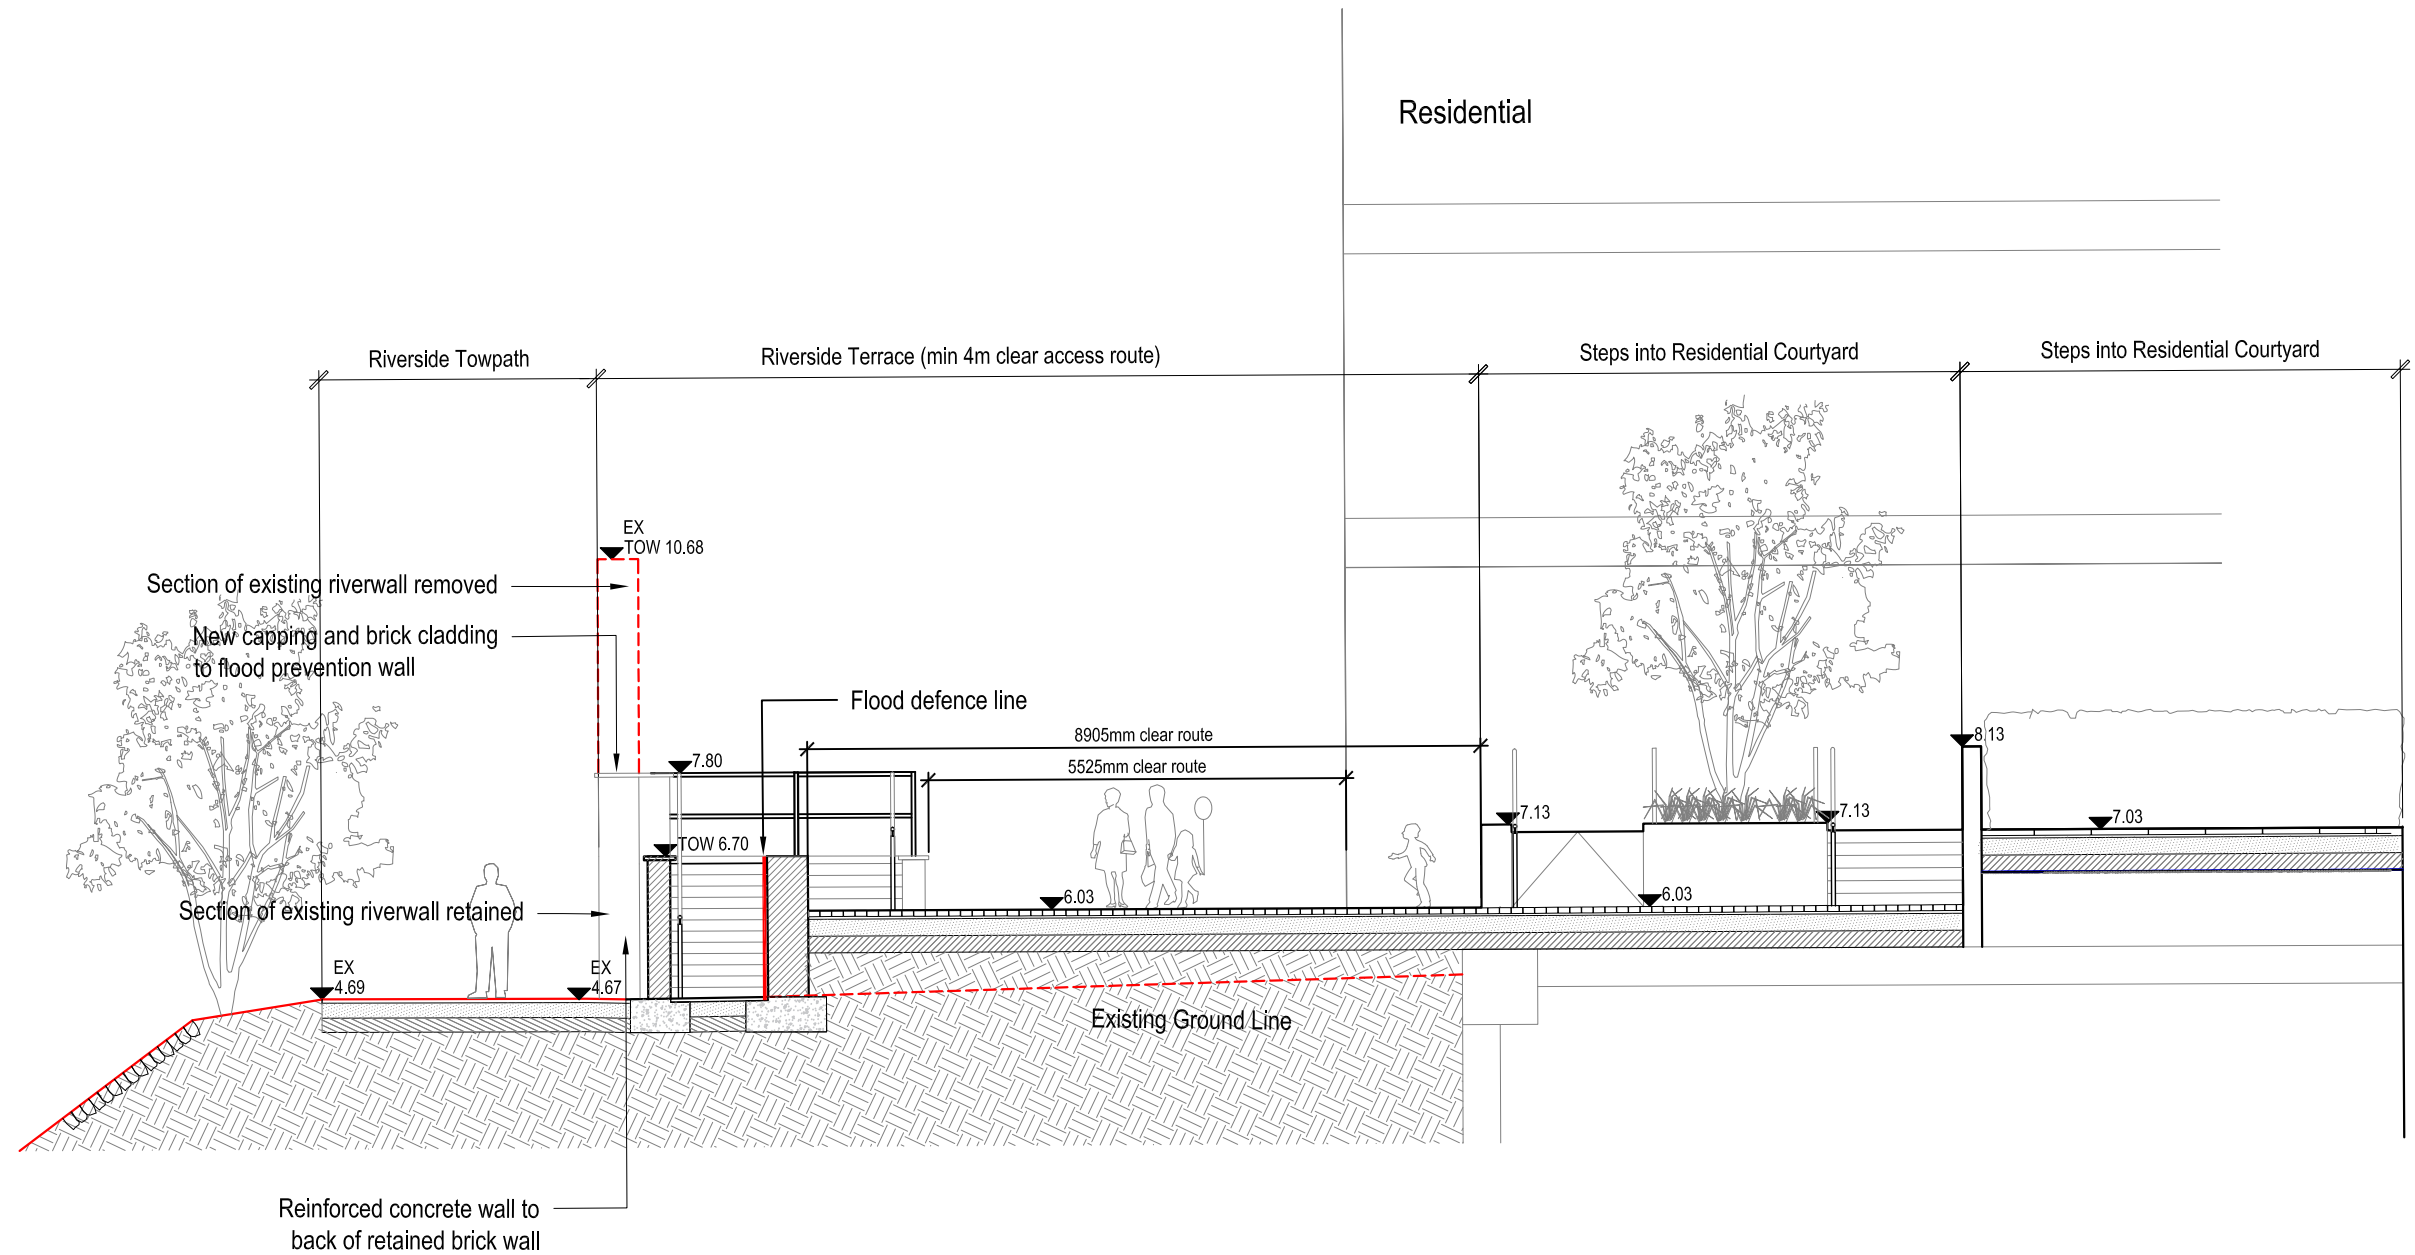 Residential
Riverside Towpath
Riverside Terrace (min 4m clear access route)
Steps into Residential Courtyard
Steps into Residential Courtyard
EX
TOW 10.68
Section of existing riverwall removed
New capping and brick cladding
to flood prevention wall
Flood defence line
8905mm clear route
8.13
7.80
5525mm clear route
7.13
7.13
7.03
TOW 6.70
6.03
6.03
Section of existing riverwall retained
EX
4.69
EX
4.67
Existing Ground Line
Reinforced concrete wall to
back of retained brick wall